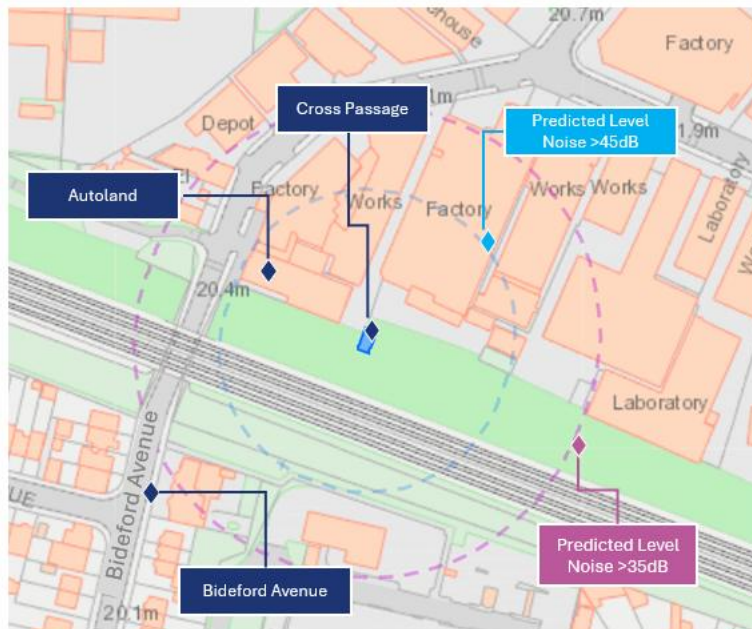 20.7m
Factory
Cross Passage
1m
Predicted Level
Noise >45dB
Depot
1.9m
Autoland
Factory
Works
Factory
Works
Works
Laboratory
20.4m
Laboratory
Bideford Avenue
Predicted Level
Noise >35dB
Bideford Avenue
20.1m